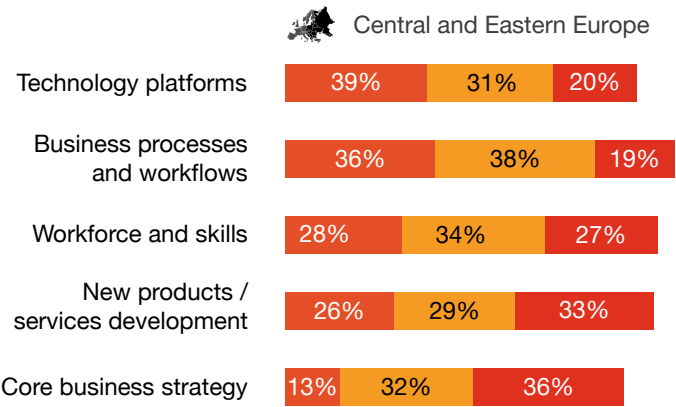 Central and Eastern Europe
Technology platforms
39% 31% 20%
Business processes
and workflows
36% 38% 19%
Workforce and skills
28% 34% 27%
New products /
services development
26% 29% 33%
Core business strategy
13% 32% 36%